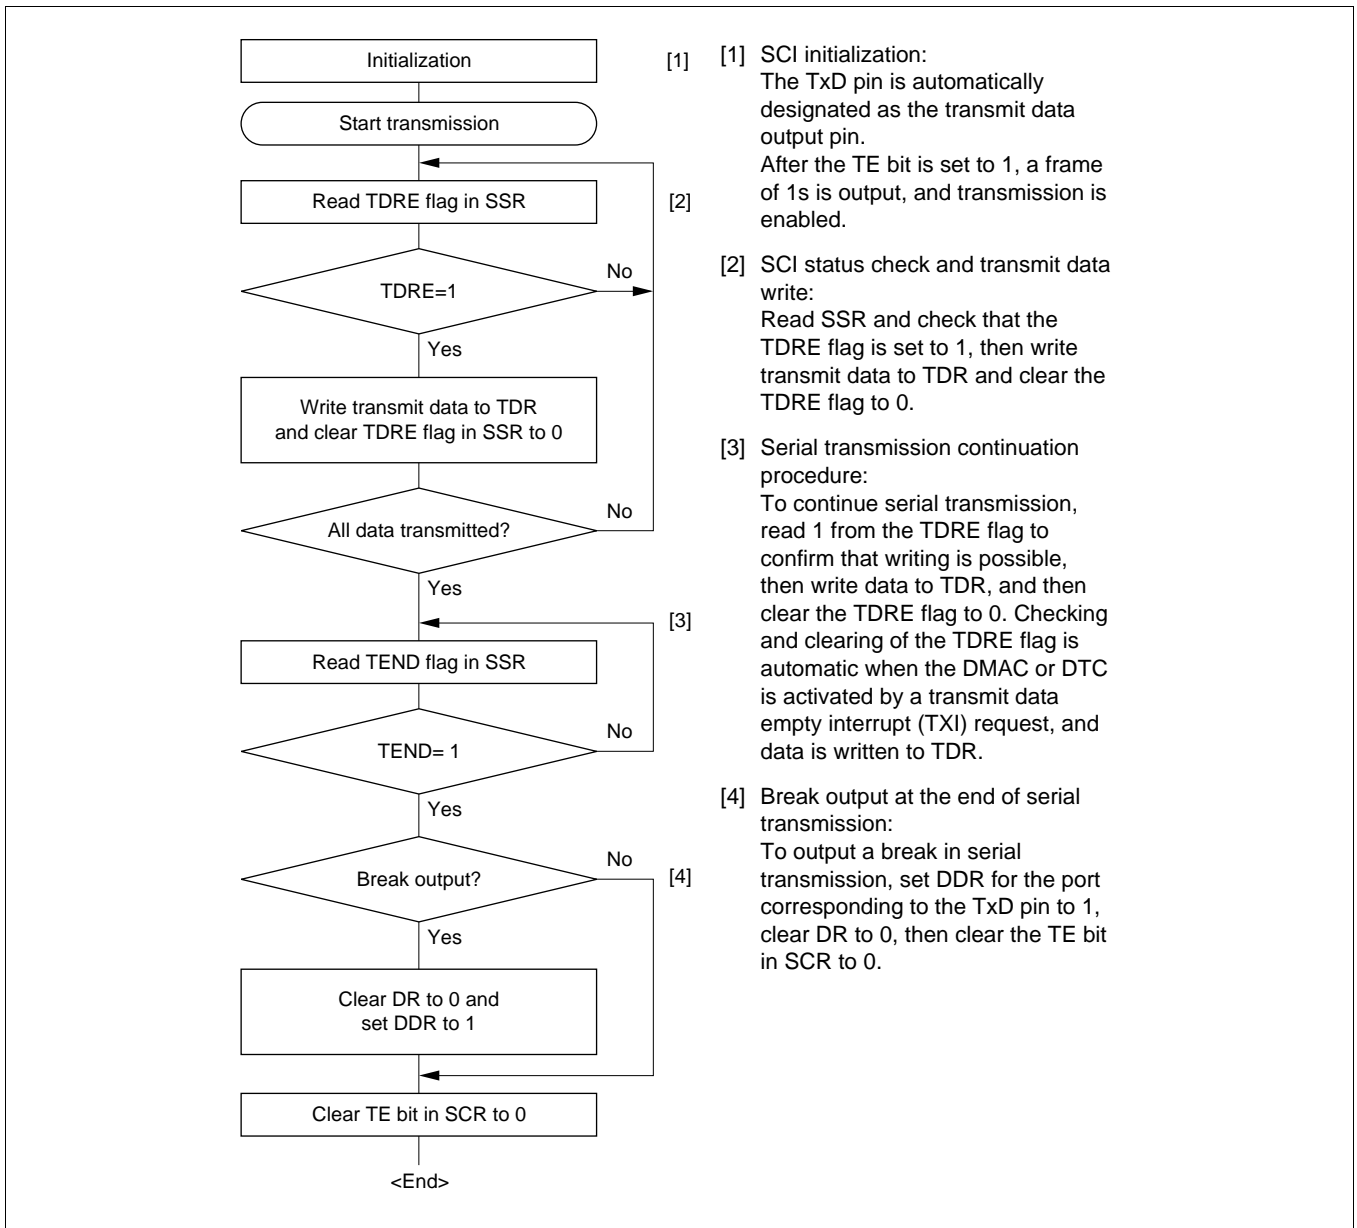 Initialization
[1]
Start transmission
Read TDRE flag in SSR
[2]
No
TDRE=1
Yes
Write transmit data to TDR
and clear TDRE flag in SSR to 0
No
All data transmitted?
Yes
[3]
Read TEND flag in SSR
No
TEND= 1
Yes
No
Break output?
[4]
Yes
Clear DR to 0 and
set DDR to 1
Clear TE bit in SCR to 0
<End>
[1] SCI initialization:
The TxD pin is automatically
designated as the transmit data
output pin.
After the TE bit is set to 1, a frame
of 1s is output, and transmission is
enabled.
[2] SCI status check and transmit data
write:
Read SSR and check that the
TDRE flag is set to 1, then write
transmit data to TDR and clear the
TDRE flag to 0.
[3] Serial transmission continuation
procedure:
To continue serial transmission,
read 1 from the TDRE flag to
confirm that writing is possible,
then write data to TDR, and then
clear the TDRE flag to 0. Checking
and clearing of the TDRE flag is
automatic when the DMAC or DTC
is activated by a transmit data
empty interrupt (TXI) request, and
data is written to TDR.
[4] Break output at the end of serial
transmission:
To output a break in serial
transmission, set DDR for the port
corresponding to the TxD pin to 1,
clear DR to 0, then clear the TE bit
in SCR to 0.